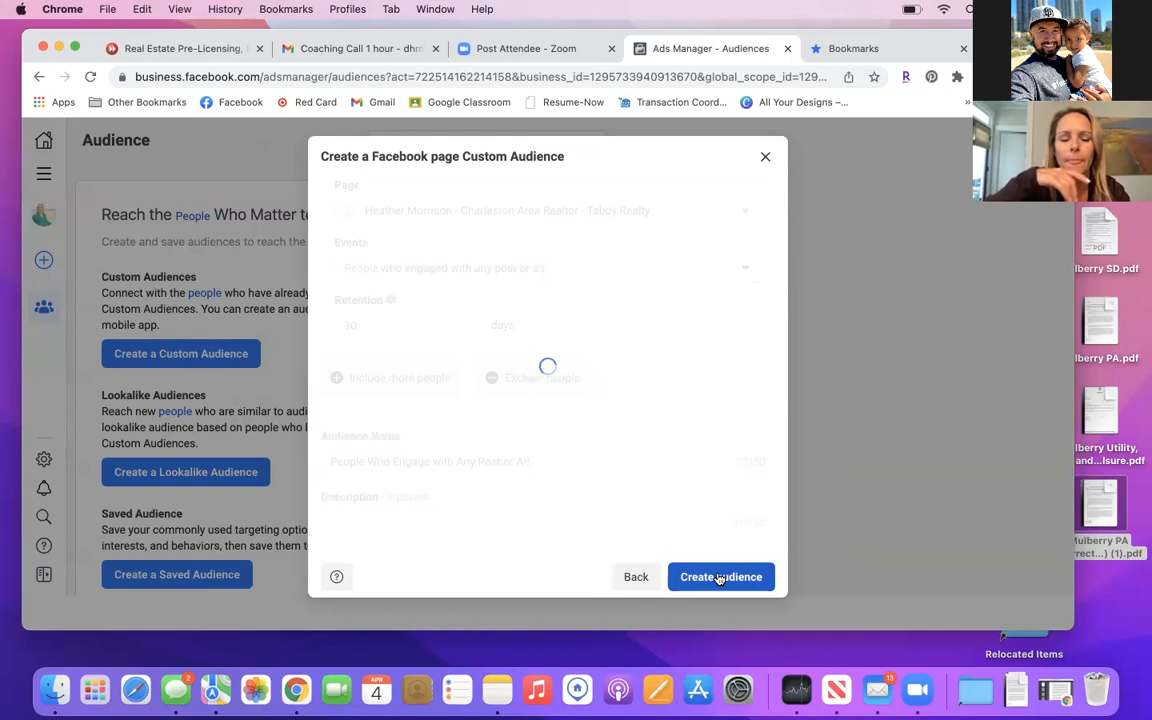 Chrome File Edit View History Bookmarks Profiles Tab Window Help
Real Estate Pre-Licensing,
Coaching Call 1 hour - dhm
Post Attendee - Zoom
Ads Manager - Audiences
Bookmarks
business.facebook.com/adsmanager/audiences?act=722514162214158&business_id=1295733940913670&global_scope_id=129...
Apps Other Bookmarks Facebook Red Card Gmail Google Classroom Resume-Now Transaction Coord... All Your Designs –... »
Audience
Reach the People Who Matter to
Create and save audiences to reach the
Custom Audiences
Connect with the people who have already
Custom Audiences. You can create an aud
mobile app.
Create a Custom Audience
Lookalike Audiences
Reach new people who are similar to audi
lookalike audience based on people who l
Custom Audiences.
Create a Lookalike Audience
Saved Audience
Save your commonly used targeting optio
interests, and behaviors, then save them t
Create a Saved Audience
Create a Facebook page Custom Audience
Page
Heather Morrison - Charleston Area Realtor - Tabby Realty
Events
People who engaged with any post or ad
Retention
30 days
Include more people
Exclude people
Audience Name
People Who Engage with Any Post or Ad
Description
Back
Create Audience
lberry SD.pdf
lberry PA.pdf
lberry Utility,
and...lsure.pdf
Mulberry PA
rrect...) (1).pdf
Relocated Items
2
APR
4
13